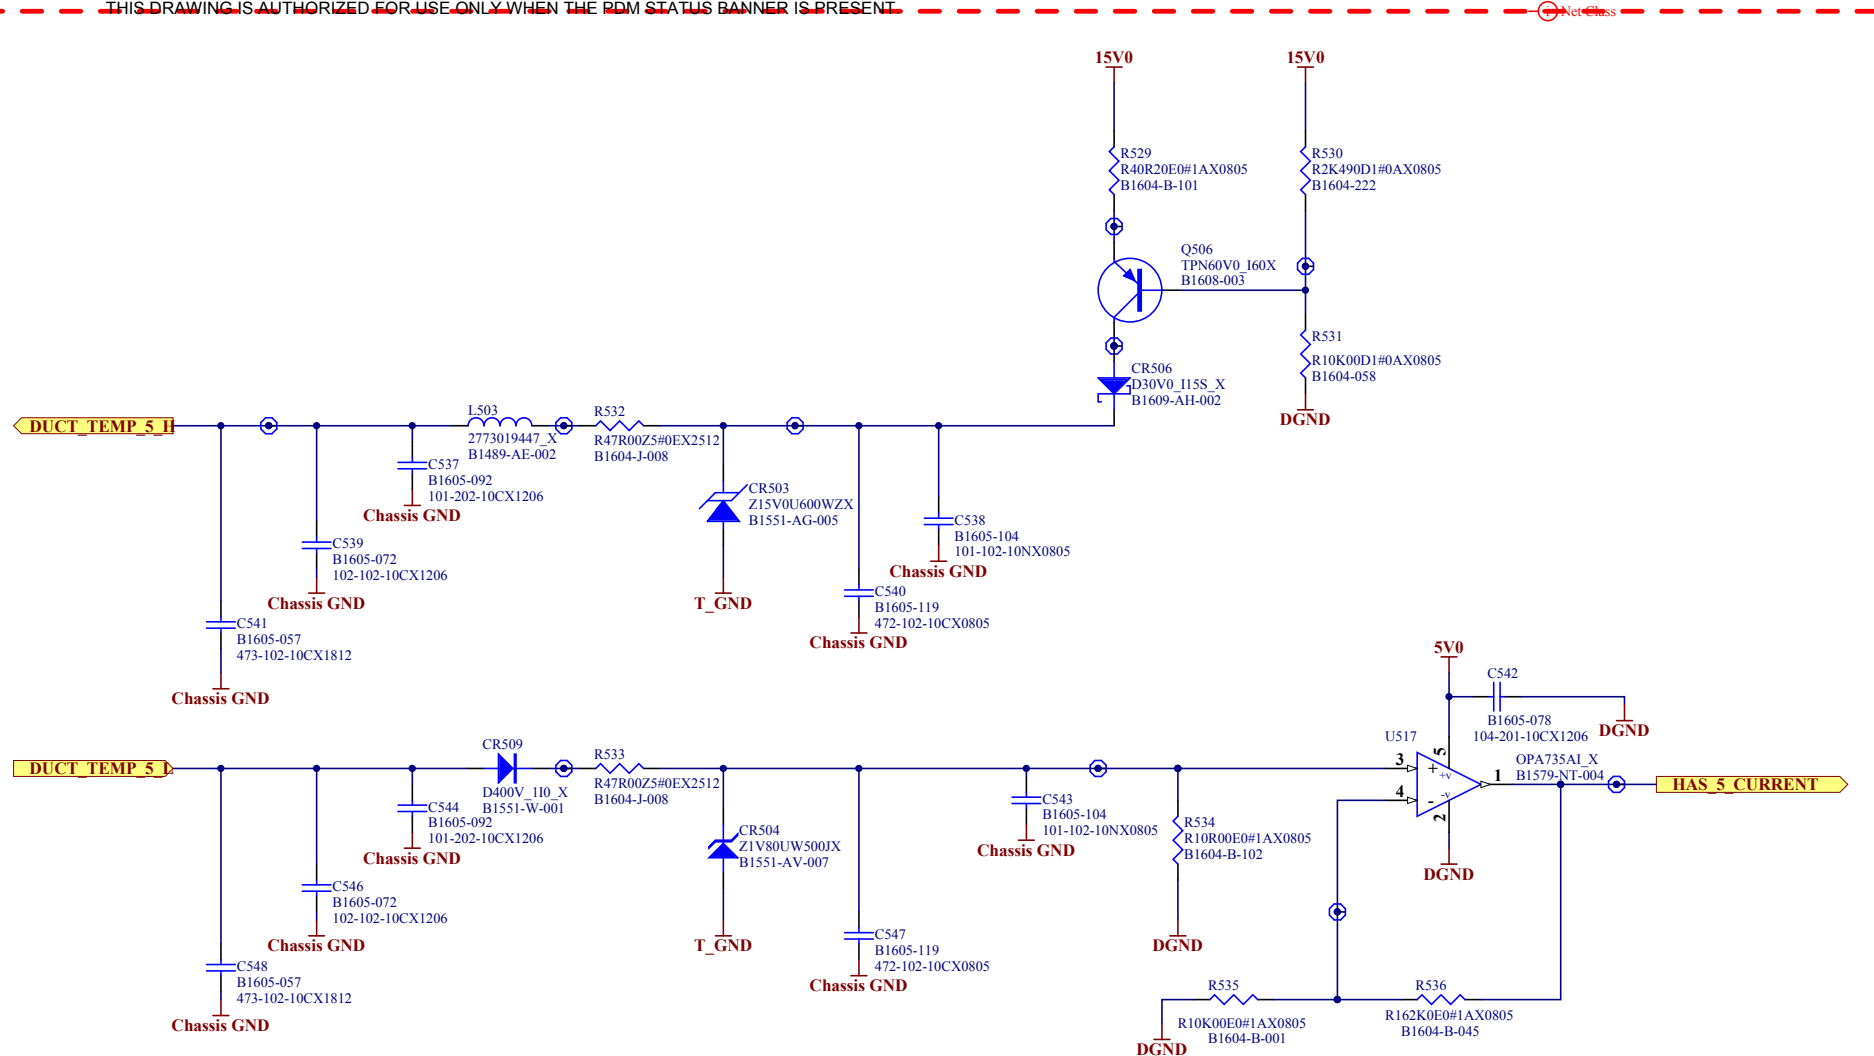 THIS DRAWING IS AUTHORIZED FOR USE ONLY WHEN THE PDM STATUS BANNER IS PRESENT.
Net Class
15V0
15V0
R529
R40R20E0#1AX0805
B1604-B-101
R530
R2K490D1#0AX0805
B1604-222
Q506
TPN60V0_I60X
B1608-003
R531
R10K00D1#0AX0805
B1604-058
DGND
CR506
D30V0_I15S_X
B1609-AH-002
DUCT_TEMP_5_H
L503
2773019447_X
B1489-AE-002
R532
R47R00Z5#0EX2512
B1604-J-008
C537
B1605-092
101-202-10CX1206
Chassis GND
CR503
Z15V0U600WZX
B1551-AG-005
T_GND
C538
B1605-104
101-102-10NX0805
Chassis GND
C539
B1605-072
102-102-10CX1206
Chassis GND
C540
B1605-119
472-102-10CX0805
Chassis GND
C541
B1605-057
473-102-10CX1812
Chassis GND
5V0
C542
B1605-078
104-201-10CX1206
DGND
U517
OPA735AI_X
B1579-NT-004
3
4
5
2
1
+
-
+v
-v
DGND
HAS_5_CURRENT
DUCT_TEMP_5_
CR509
D400V_1I0_X
B1551-W-001
R533
R47R00Z5#0EX2512
B1604-J-008
C544
B1605-092
101-202-10CX1206
Chassis GND
CR504
Z1V80UW500JX
B1551-AV-007
T_GND
C543
B1605-104
101-102-10NX0805
Chassis GND
R534
R10R00E0#1AX0805
B1604-B-102
DGND
C546
B1605-072
102-102-10CX1206
Chassis GND
C547
B1605-119
472-102-10CX0805
Chassis GND
C548
B1605-057
473-102-10CX1812
Chassis GND
R535
R10K00E0#1AX0805
B1604-B-001
DGND
R536
R162K0E0#1AX0805
B1604-B-045